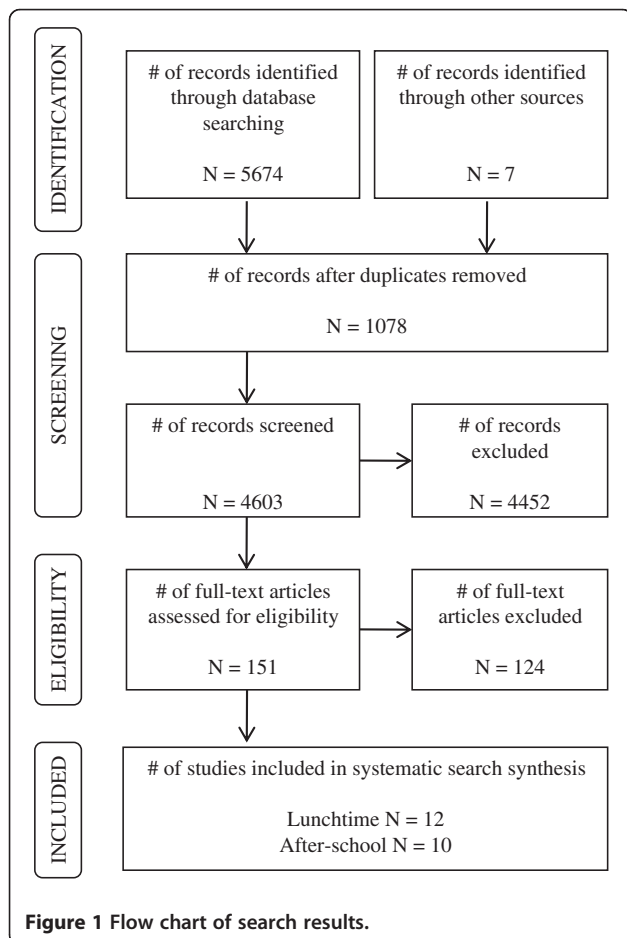 IDENTIFICATION
# of records identified
through database
searching
N = 5674
# of records identified
through other sources
N = 7
SCREENING
# of records after duplicates removed
N = 1078
# of records screened
N = 4603
# of records
excluded
N = 4452
ELIGIBILITY
# of full-text articles
assessed for eligibility
N = 151
# of full-text
articles excluded
N = 124
INCLUDED
# of studies included in systematic search synthesis
Lunchtime N = 12
After-school N = 10
Figure 1 Flow chart of search results.